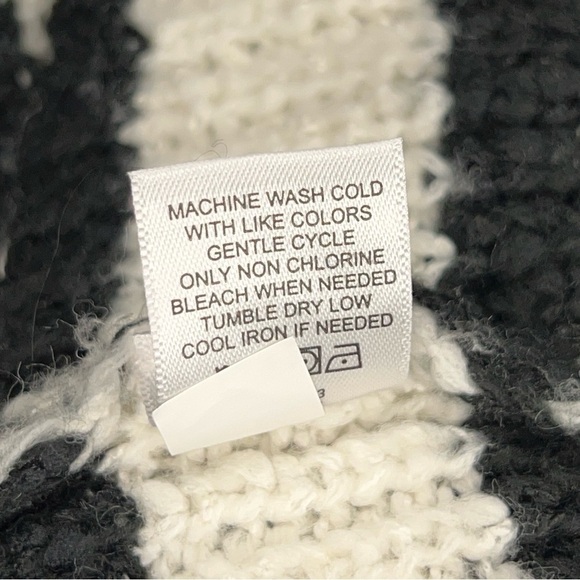 MACHINE WASH COLD
WITH LIKE COLORS
GENTLE CYCLE
ONLY NON CHLORINE
BLEACH WHEN NEEDED
TUMBLE DRY LOW
COOL IRON IF NEEDED